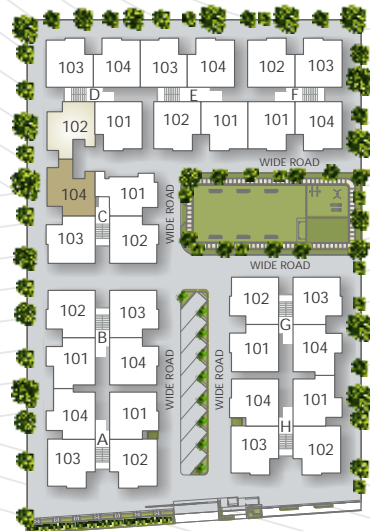 103 104 103 104 102 103
D E F
102 101 102 101 101 104
WIDE ROAD
104 101
C
WIDE ROAD
103 102
WIDE ROAD
102 103 102 103
B G
101 104 101 104
WIDE ROAD WIDE ROAD
104 101 104 101
A H
103 102 103 102